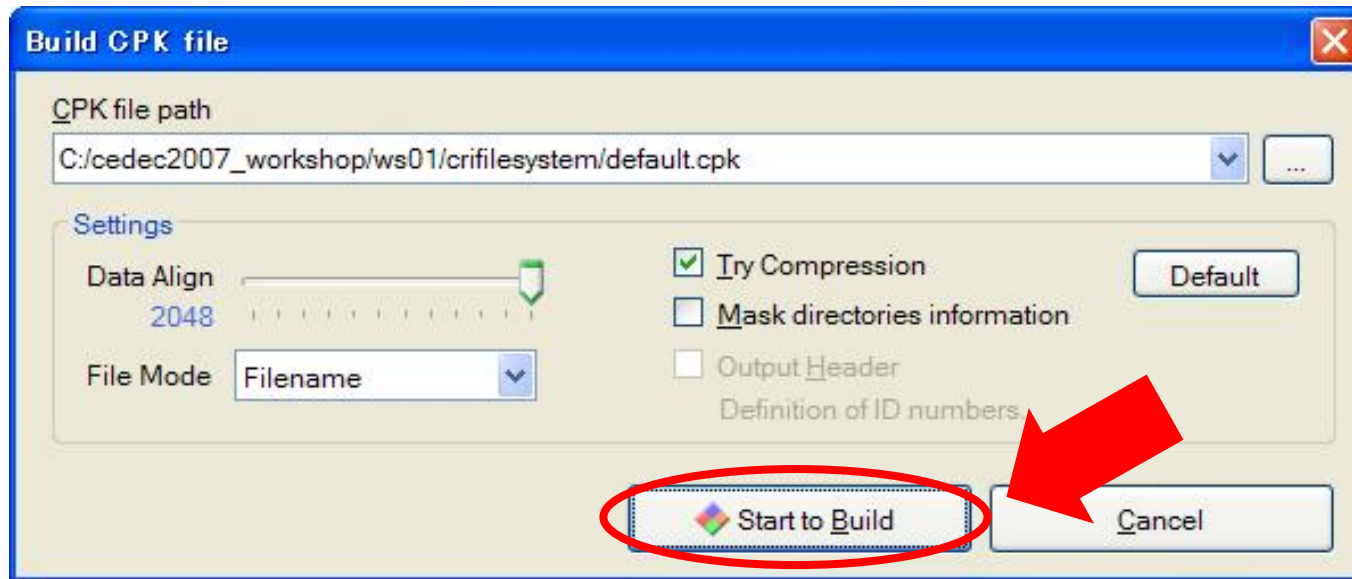 Build CPK file
CPK file path
C:/cedec2007_workshop/ws01/crifilesystem/default.cpk
...
Settings
Data Align
2048
Try Compression
Default
Mask directories information
File Mode
Filename
Output Header
Definition of ID numbers.
Start to Build
Cancel